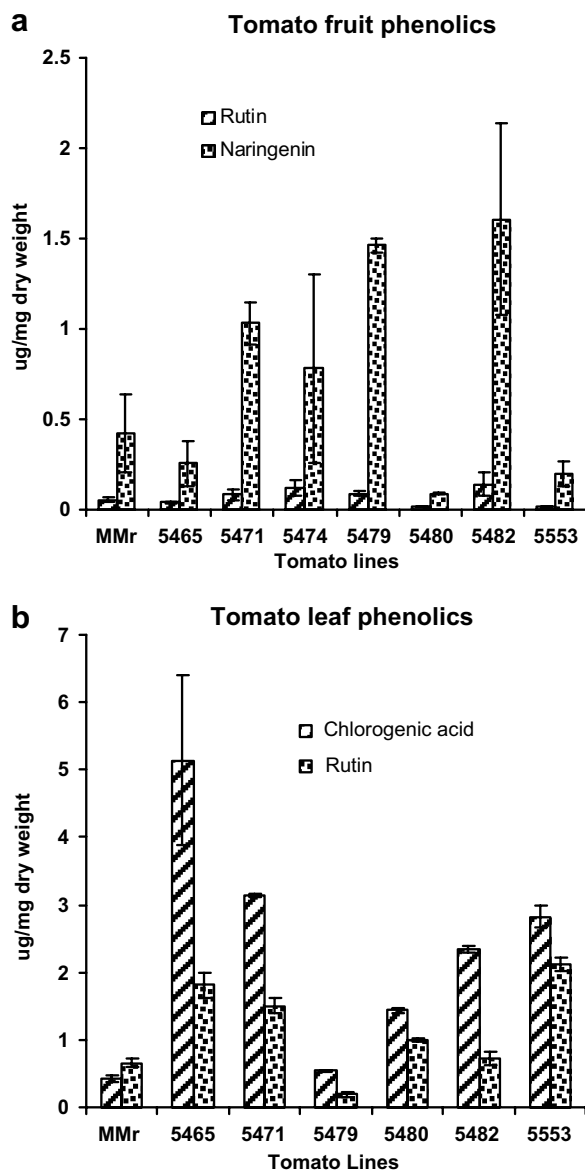 a
Tomato fruit phenolics
2.5
2
1.5
1
0.5
0
ug/mg dry weight
Rutin
Naringenin
MMr 5465 5471 5474 5479 5480 5482 5553
Tomato lines
b
Tomato leaf phenolics
7
6
5
4
3
2
1
0
ug/mg dry weight
Chlorogenic acid
Rutin
MMr 5465 5471 5479 5480 5482 5553
Tomato Lines